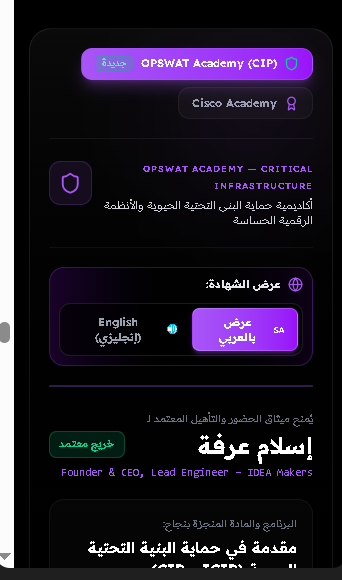 OPSWAT Academy (CIP) جديدة
Cisco Academy
OPSWAT ACADEMY — CRITICAL
INFRASTRUCTURE
أكاديمية حماية البنى التحتية الحيوية والأنظمة
الرقمية الحساسة
عرض الشهادة:
SA عرض
بالعربي
English
(إنجليزي)
يُمنح ميثاق الحضور والتأهيل المعتمد لـ
إسلام عرفة
خريج معتمد
Founder & CEO, Lead Engineer – IDEA Makers
البرنامج والمادة المنجزة بنجاح:
مقدمة في حماية البنية التحتية